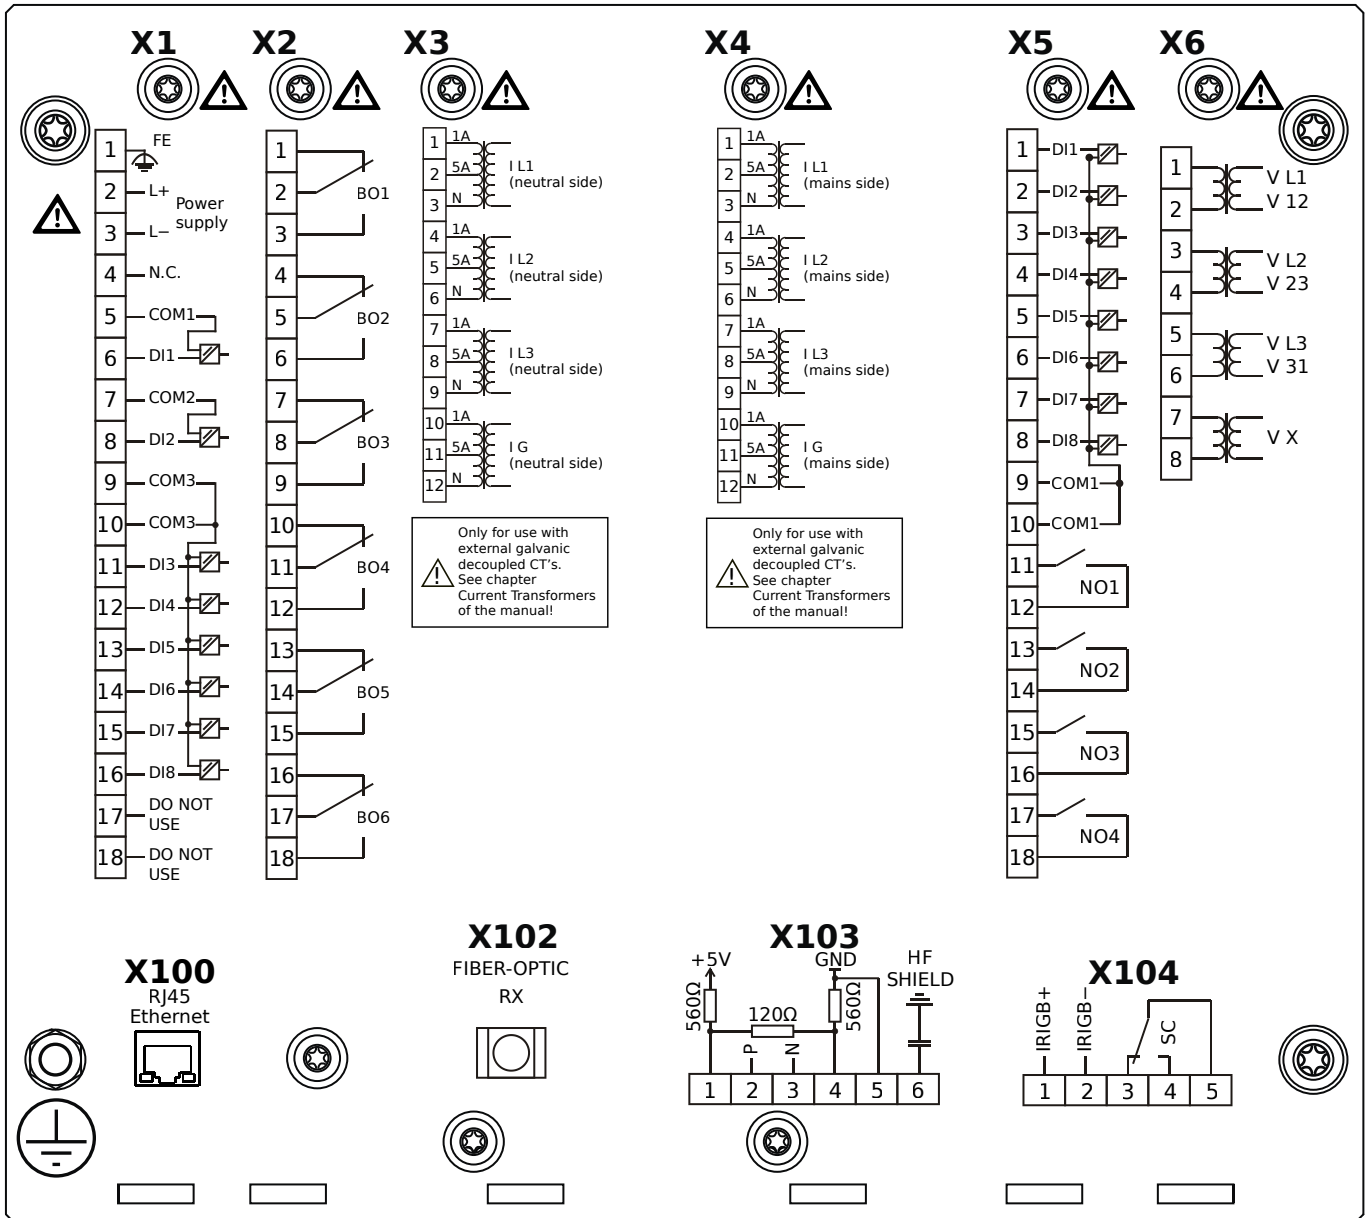 X1
X2
X3
X4
X5
X6
1
FE
2
L+
Power
supply
3
L−
4
N.C.
5
COM1
6
DI1
7
COM2
8
DI2
9
COM3
10
COM3
11
DI3
12
DI4
13
DI5
14
DI6
15
DI7
16
DI8
17
DO NOT
USE
18
DO NOT
USE
1
2
BO1
3
4
5
BO2
6
7
8
BO3
9
10
11
BO4
12
13
14
BO5
15
16
17
BO6
18
1
1A
2
5A
I L1
(neutral side)
3
N
4
1A
5
5A
I L2
(neutral side)
6
N
7
1A
8
5A
I L3
(neutral side)
9
N
10
1A
11
5A
I G
(neutral side)
12
N
Only for use with
external galvanic
decoupled CT's.
See chapter
Current Transformers
of the manual!
1
1A
2
5A
I L1
(mains side)
3
N
4
1A
5
5A
I L2
(mains side)
6
N
7
1A
8
5A
I L3
(mains side)
9
N
10
1A
11
5A
I G
(mains side)
12
N
Only for use with
external galvanic
decoupled CT's.
See chapter
Current Transformers
of the manual!
1
DI1
2
DI2
3
DI3
4
DI4
5
DI5
6
DI6
7
DI7
8
DI8
9
COM1
10
COM1
11
NO1
12
13
NO2
14
15
NO3
16
17
NO4
18
1
V L1
2
V 12
3
V L2
4
V 23
5
V L3
6
V 31
7
V X
8
X100
RJ45
Ethernet
X102
FIBER-OPTIC
RX
X103
+5V
GND
HF
SHIELD
560Ω
120Ω
560Ω
P
N
1 2 3 4 5 6
X104
IRIGB+
IRIGB−
SC
1 2 3 4 5